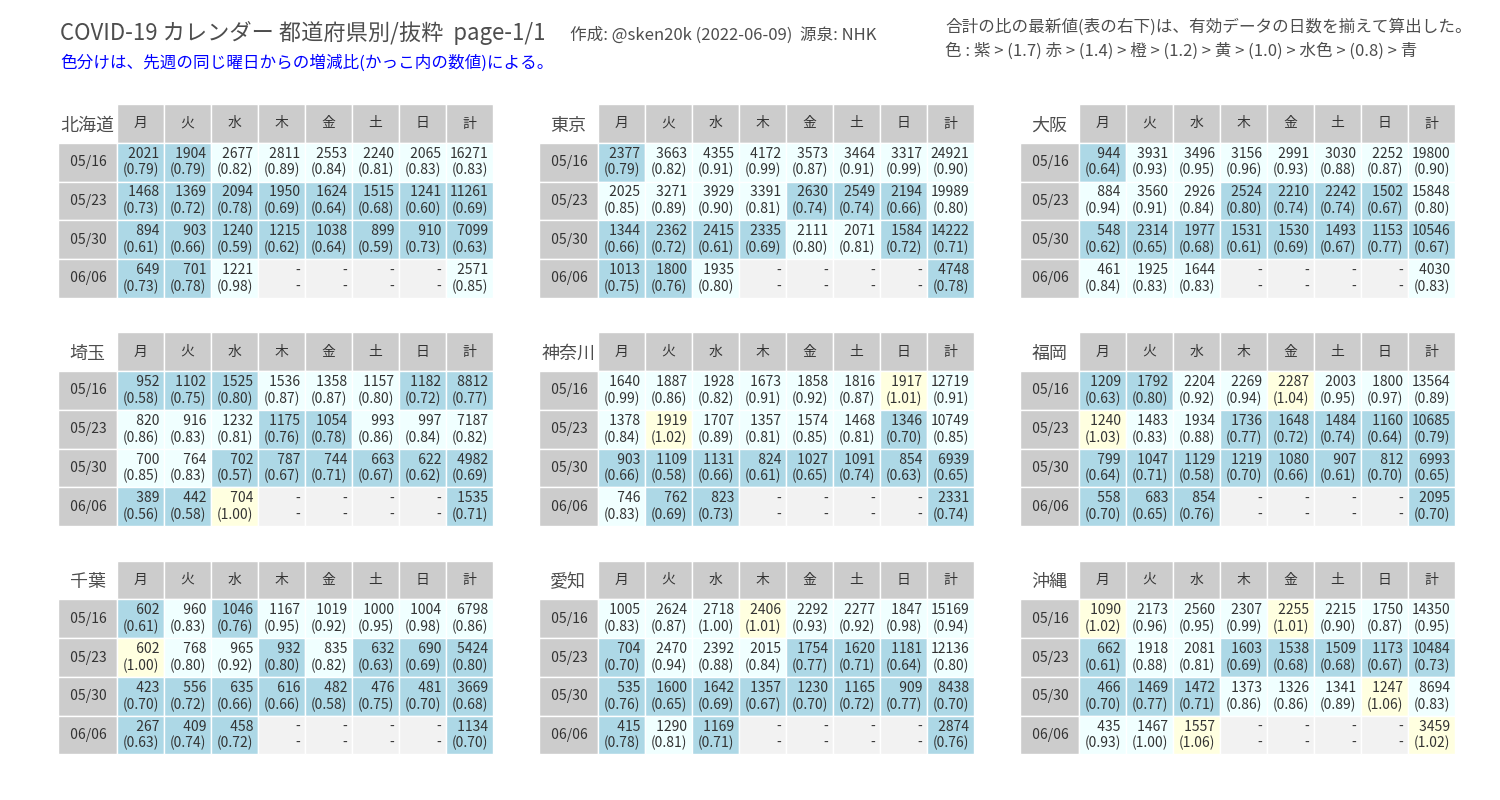 COVID-19 カレンダー 都道府県別/抜粋 page-1/1 作成: @sken20k (2022-06-09) 源泉: NHK
色分けは、先週の同じ曜日からの増減比(かっこ内の数値)による。
合計の比の最新値(表の右下)は、有効データの日数を揃えて算出した。
色 : 紫 > (1.7) 赤 > (1.4) > 橙 > (1.2) > 黄 > (1.0) > 水色 > (0.8) > 青
北海道 月 火 水 木 金 土 日 計
05/16 2021 1904 2677 2811 2553 2240 2065 16271
(0.79) (0.79) (0.82) (0.89) (0.84) (0.81) (0.83) (0.83)
05/23 1468 1369 2094 1950 1624 1515 1241 11261
(0.73) (0.72) (0.78) (0.69) (0.64) (0.68) (0.60) (0.69)
05/30 894 903 1240 1215 1038 899 910 7099
(0.61) (0.66) (0.59) (0.62) (0.64) (0.59) (0.73) (0.63)
06/06 649 701 1221 - - - - 2571
(0.73) (0.78) (0.98) - - - - (0.85)
東京 月 火 水 木 金 土 日 計
05/16 2377 3663 4355 4172 3573 3464 3317 24921
(0.79) (0.82) (0.91) (0.99) (0.87) (0.91) (0.99) (0.90)
05/23 2025 3271 3929 3391 2630 2549 2194 19989
(0.85) (0.89) (0.90) (0.81) (0.74) (0.74) (0.66) (0.80)
05/30 1344 2362 2415 2335 2111 2071 1584 14222
(0.66) (0.72) (0.61) (0.69) (0.80) (0.81) (0.72) (0.71)
06/06 1013 1800 1935 - - - - 4748
(0.75) (0.76) (0.80) - - - - (0.78)
大阪 月 火 水 木 金 土 日 計
05/16 944 3931 3496 3156 2991 3030 2252 19800
(0.64) (0.93) (0.95) (0.96) (0.93) (0.88) (0.87) (0.90)
05/23 884 3560 2926 2524 2210 2242 1502 15848
(0.94) (0.91) (0.84) (0.80) (0.74) (0.74) (0.67) (0.80)
05/30 548 2314 1977 1531 1530 1493 1153 10546
(0.62) (0.65) (0.68) (0.61) (0.69) (0.67) (0.77) (0.67)
06/06 461 1925 1644 - - - - 4030
(0.84) (0.83) (0.83) - - - - (0.83)
埼玉 月 火 水 木 金 土 日 計
05/16 952 1102 1525 1536 1358 1157 1182 8812
(0.58) (0.75) (0.80) (0.87) (0.87) (0.80) (0.72) (0.77)
05/23 820 916 1232 1175 1054 993 997 7187
(0.86) (0.83) (0.81) (0.76) (0.78) (0.86) (0.84) (0.82)
05/30 700 764 702 787 744 663 622 4982
(0.85) (0.83) (0.57) (0.67) (0.71) (0.67) (0.62) (0.69)
06/06 389 442 704 - - - - 1535
(0.56) (0.58) (1.00) - - - - (0.71)
神奈川 月 火 水 木 金 土 日 計
05/16 1640 1887 1928 1673 1858 1816 1917 12719
(0.99) (0.86) (0.82) (0.91) (0.92) (0.87) (1.01) (0.91)
05/23 1378 1919 1707 1357 1574 1468 1346 10749
(0.84) (1.02) (0.89) (0.81) (0.85) (0.81) (0.70) (0.85)
05/30 903 1109 1131 824 1027 1091 854 6939
(0.66) (0.58) (0.66) (0.61) (0.65) (0.74) (0.63) (0.65)
06/06 746 762 823 - - - - 2331
(0.83) (0.69) (0.73) - - - - (0.74)
福岡 月 火 水 木 金 土 日 計
05/16 1209 1792 2204 2269 2287 2003 1800 13564
(0.63) (0.80) (0.92) (0.94) (1.04) (0.95) (0.97) (0.89)
05/23 1240 1483 1934 1736 1648 1484 1160 10685
(1.03) (0.83) (0.88) (0.77) (0.72) (0.74) (0.64) (0.79)
05/30 799 1047 1129 1219 1080 907 812 6993
(0.64) (0.71) (0.58) (0.70) (0.66) (0.61) (0.70) (0.65)
06/06 558 683 854 - - - - 2095
(0.70) (0.65) (0.76) - - - - (0.70)
千葉 月 火 水 木 金 土 日 計
05/16 602 960 1046 1167 1019 1000 1004 6798
(0.61) (0.83) (0.76) (0.95) (0.92) (0.95) (0.98) (0.86)
05/23 602 768 965 932 835 632 690 5424
(1.00) (0.80) (0.92) (0.80) (0.82) (0.63) (0.69) (0.80)
05/30 423 556 635 616 482 476 481 3669
(0.70) (0.72) (0.66) (0.66) (0.58) (0.75) (0.70) (0.68)
06/06 267 409 458 - - - - 1134
(0.63) (0.74) (0.72) - - - - (0.70)
愛知 月 火 水 木 金 土 日 計
05/16 1005 2624 2718 2406 2292 2277 1847 15169
(0.83) (0.87) (1.00) (1.01) (0.93) (0.92) (0.98) (0.94)
05/23 704 2470 2392 2015 1754 1620 1181 12136
(0.70) (0.94) (0.88) (0.84) (0.77) (0.71) (0.64) (0.80)
05/30 535 1600 1642 1357 1230 1165 909 8438
(0.76) (0.65) (0.69) (0.67) (0.70) (0.72) (0.77) (0.70)
06/06 415 1290 1169 - - - - 2874
(0.78) (0.81) (0.71) - - - - (0.76)
沖縄 月 火 水 木 金 土 日 計
05/16 1090 2173 2560 2307 2255 2215 1750 14350
(1.02) (0.96) (0.95) (0.99) (1.01) (0.90) (0.87) (0.95)
05/23 662 1918 2081 1603 1538 1509 1173 10484
(0.61) (0.88) (0.81) (0.69) (0.68) (0.68) (0.67) (0.73)
05/30 466 1469 1472 1373 1326 1341 1247 8694
(0.70) (0.77) (0.71) (0.86) (0.86) (0.89) (1.06) (0.83)
06/06 435 1467 1557 - - - - 3459
(0.93) (1.00) (1.06) - - - - (1.02)